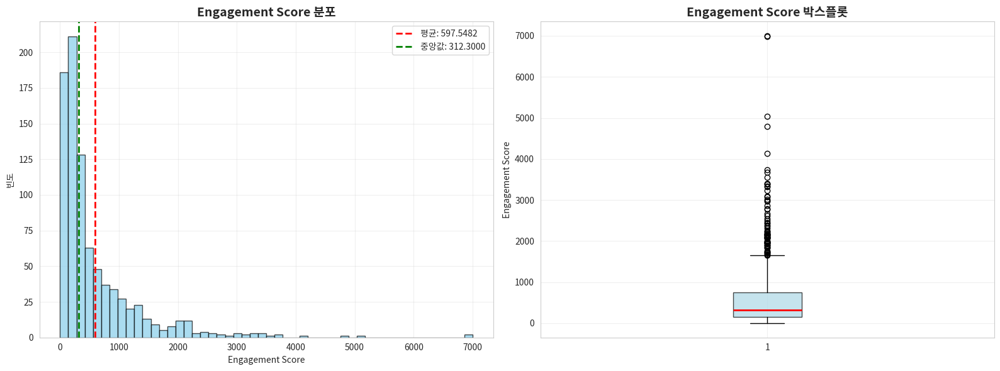 Engagement Score 분포
평균: 597.5482
중앙값: 312.3000
빈도
200
175
150
125
100
75
50
25
0
0 1000 2000 3000 4000 5000 6000 7000
Engagement Score
Engagement Score 박스플롯
Engagement Score
7000
6000
5000
4000
3000
2000
1000
0
1